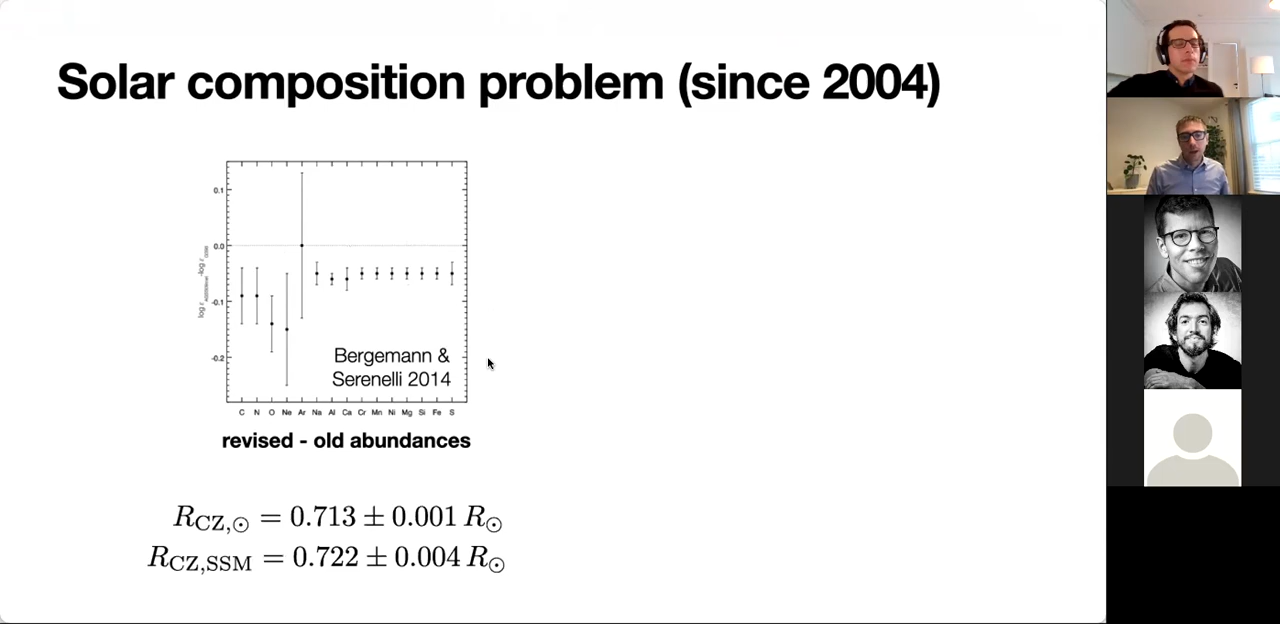 Solar composition problem (since 2004)
0.1
0.0
-0.1
-0.2
Bergemann &
Serenelli 2014
C N O Ne Ar Na Al Ca Cr Mn Ni Mg Si Fe S
revised - old abundances
R_CZ,⊙ = 0.713 ± 0.001 R_⊙
R_CZ,SSM = 0.722 ± 0.004 R_⊙